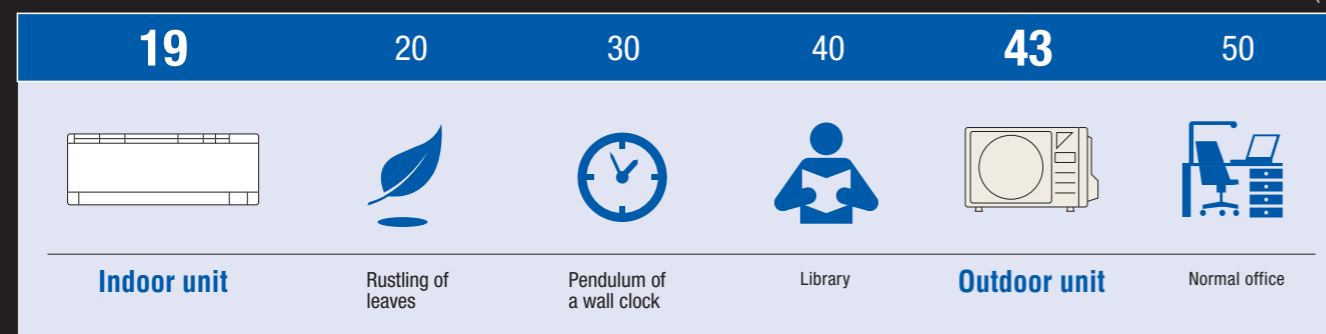 19 20 30 40 43 50
Indoor unit
Rustling of
leaves
Pendulum of
a wall clock
Library
Outdoor unit
Normal office